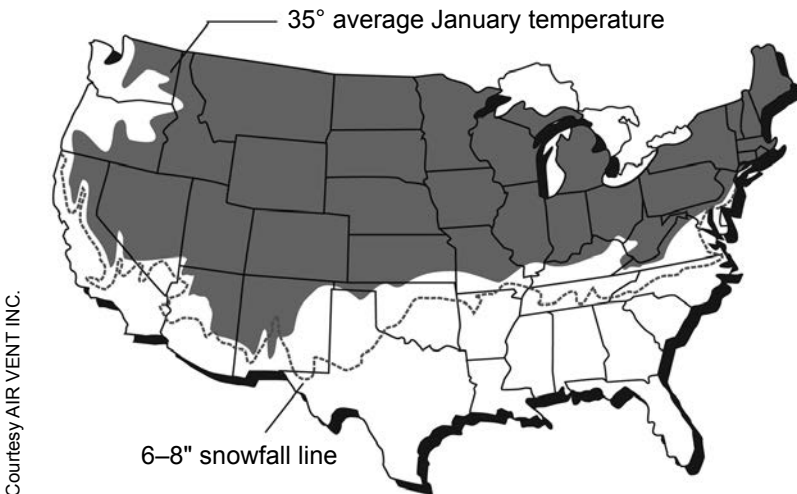 35° average January temperature
6–8" snowfall line
Courtesy AIR VENT INC.